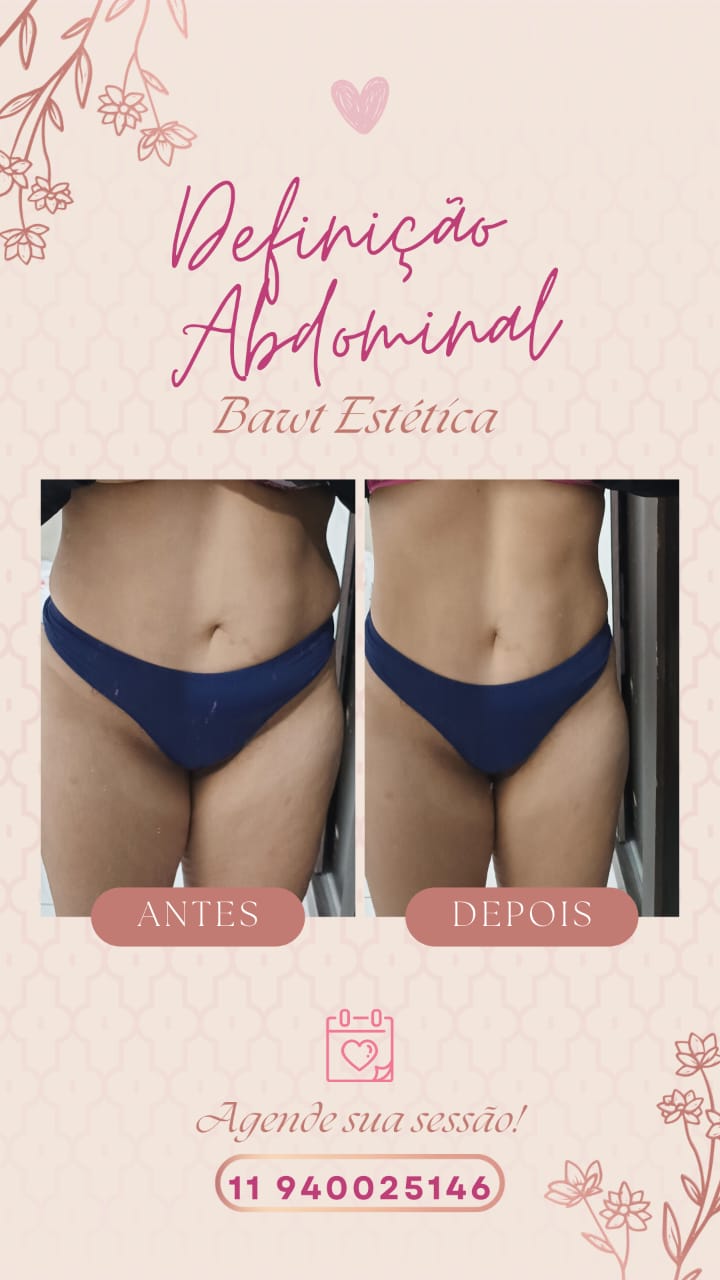 Definição
Abdominal
Bawt Estética
ANTES
DEPOIS
Agende sua sessão!
11 940025146